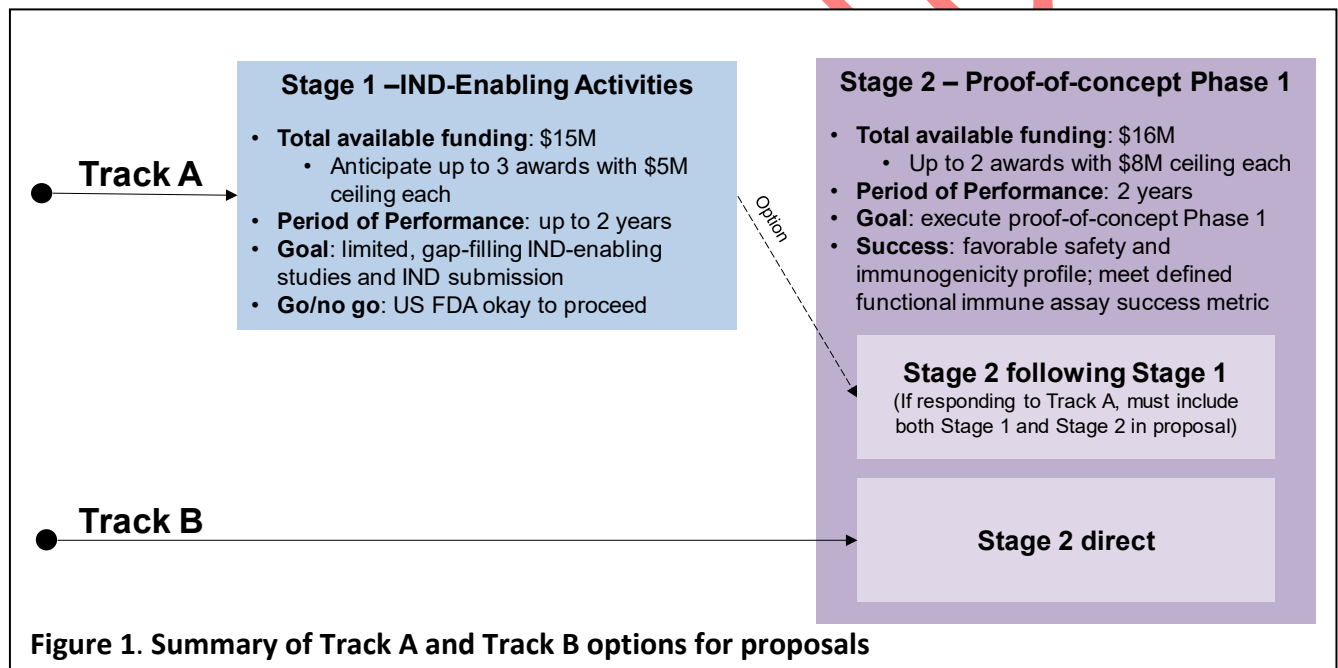 Stage 1 –IND-Enabling Activities
• Total available funding: $15M
• Anticipate up to 3 awards with $5M
ceiling each
• Period of Performance: up to 2 years
• Goal: limited, gap-filling IND-enabling
studies and IND submission
• Go/no go: US FDA okay to proceed
Track A
Option
Stage 2 – Proof-of-concept Phase 1
• Total available funding: $16M
• Up to 2 awards with $8M ceiling each
• Period of Performance: 2 years
• Goal: execute proof-of-concept Phase 1
• Success: favorable safety and
immunogenicity profile; meet defined
functional immune assay success metric
Stage 2 following Stage 1
(If responding to Track A, must include
both Stage 1 and Stage 2 in proposal)
Track B
Stage 2 direct
Figure 1. Summary of Track A and Track B options for proposals